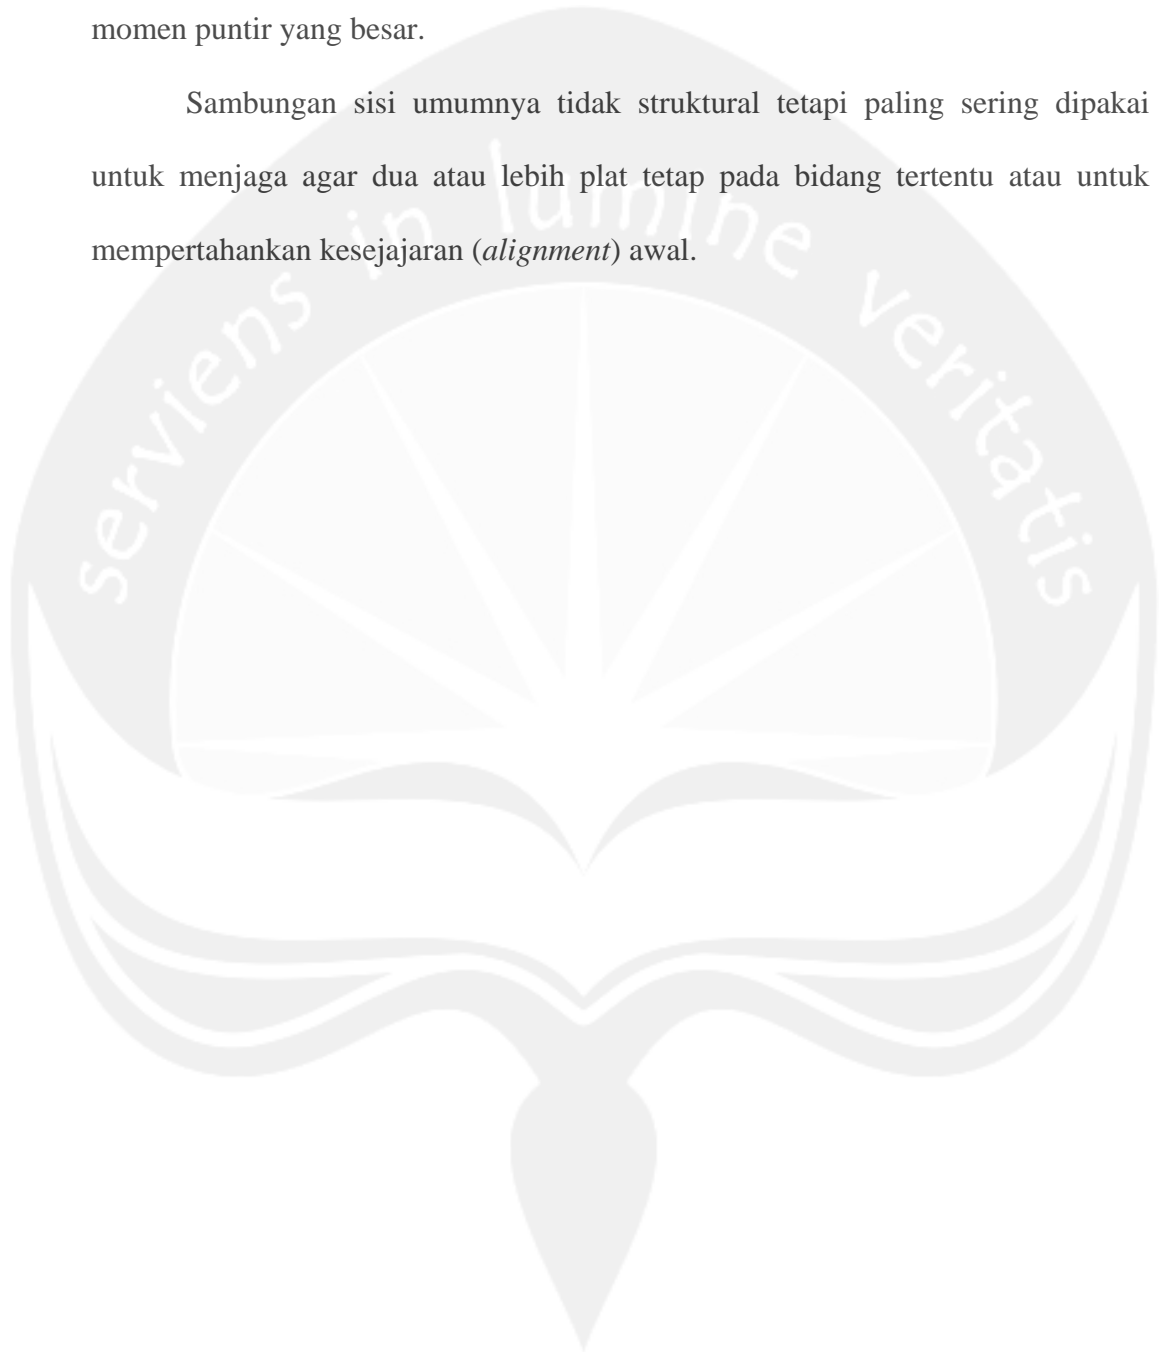 momen puntir yang besar.
Sambungan sisi umumnya tidak struktural tetapi paling sering dipakai
untuk menjaga agar dua atau lebih plat tetap pada bidang tertentu atau untuk
mempertahankan kesejajaran (alignment) awal.
serviens in lumine veritatis